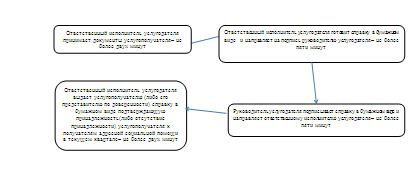 Ответственный исполнитель услугодателя
принимает документы услугополучателя – не
более двух минут
Ответственный исполнитель услугодателя готовит справку в бумажном
виде и направляет на подпись руководителю услугодателя – не более
пяти минут
Ответственный исполнитель услугодателя
выдает услугополучателю (либо его
представителю по доверенности) справку в
бумажном виде подтверждающую
принадлежность (либо отсутствие
принадлежности) услугополучателя к
получателям адресной социальной помощи
в текущем квартале – не более двух минут
Руководитель услугодателя подписывает справку в бумажном виде и
направляет ответственному исполнителю услугодателя – не более
пяти минут